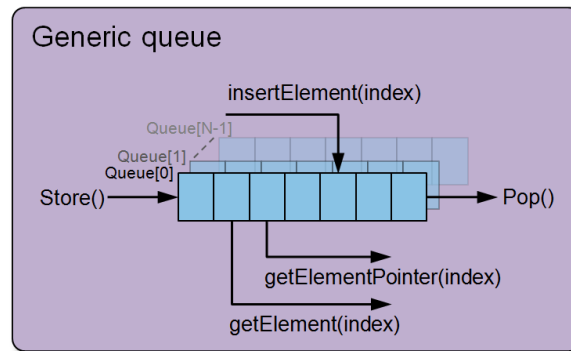 Generic queue
insertElement(index)
Queue[N-1]
Queue[1]
Queue[0]
Store()
Pop()
getElementPointer(index)
getElement(index)